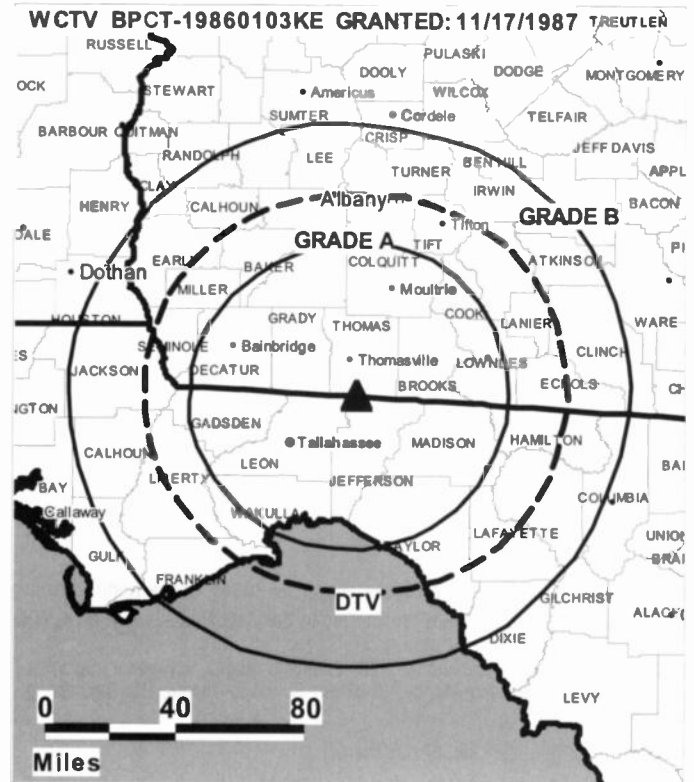 WCTV BPCT-19860103KE GRANTED: 11/17/1987 TREUTLEN
RUSSELL
PULASKI
DOOLY
DODGE
MONTGOMERY
OCK
STEWART
Americus
WILCOX
SUMTER
Cordele
TELFAIR
BARBOUR QUITMAN
CRISP
JEFF DAVIS
RANDOLPH
LEE
BEN HILL
TURNER
APPL
CLAY
IRWIN
HENRY
CALHOUN
Albany
BACON
GRADE B
DALE
Tifton
GRADE A
TIFT
EARLY
COLQUITT
ATKINSON
Dothan
BAKER
MILLER
Moultrie
HOUSTON
GRADY
THOMAS
COOK
LANIER
WARE
SEMINOLE
Bainbridge
CLINCH
ES
Thomasville
LOWNDES
JACKSON
DECATUR
BROOKS
ECHOLS
CH
NGTON
GADSDEN
Tallahassee
MADISON
HAMILTON
CALHOUN
LEON
LIBERTY
JEFFERSON
BAY
COLUMBIA
Callaway
WAKULLA
LAFAYETTE
UNION
TAYLOR
GULF
FRANKLIN
GILCHRIST
DTV
ALAC
DIXIE
LEVY
0 40 80
Miles